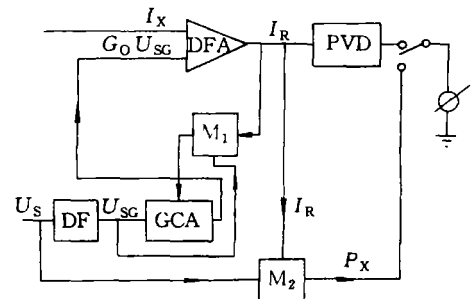 I_X
G_O U_SG
DFA
I_R
PVD
M_1
U_S
DF
U_SG
GCA
I_R
M_2
P_X